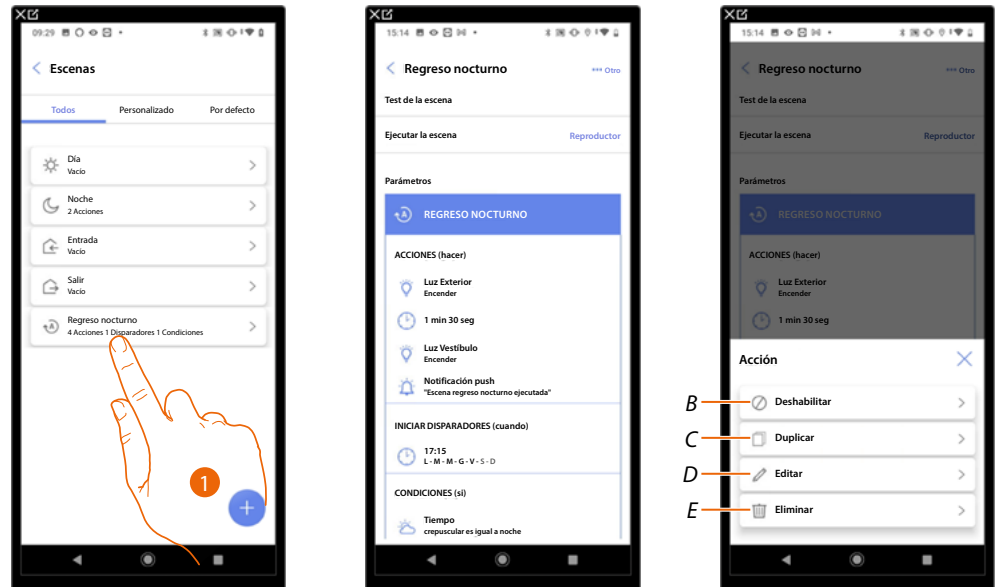 09:29
Escenas
Todos Personalizado Por defecto
Día
Vacío
Noche
2 Acciones
Entrada
Vacío
Salir
Vacío
Regreso nocturno
4 Acciones 1 Disparadores 1 Condiciones
1
+
15:14
Regreso nocturno
*** Otro
Test de la escena
Ejecutar la escena Reproductor
Parámetros
A REGRESO NOCTURNO
ACCIONES (hacer)
Luz Exterior
Encender
1 min 30 seg
Luz Vestíbulo
Encender
Notificación push
"Escena regreso nocturno ejecutada"
INICIAR DISPARADORES (cuando)
17:15
L - M - M - G - V - S - D
CONDICIONES (si)
Tiempo
crepuscular es igual a noche
15:14
Regreso nocturno
*** Otro
Test de la escena
Ejecutar la escena Reproductor
Parámetros
A REGRESO NOCTURNO
ACCIONES (hacer)
Luz Exterior
Encender
1 min 30 seg
Acción
B Deshabilitar
C Duplicar
D Editar
E Eliminar